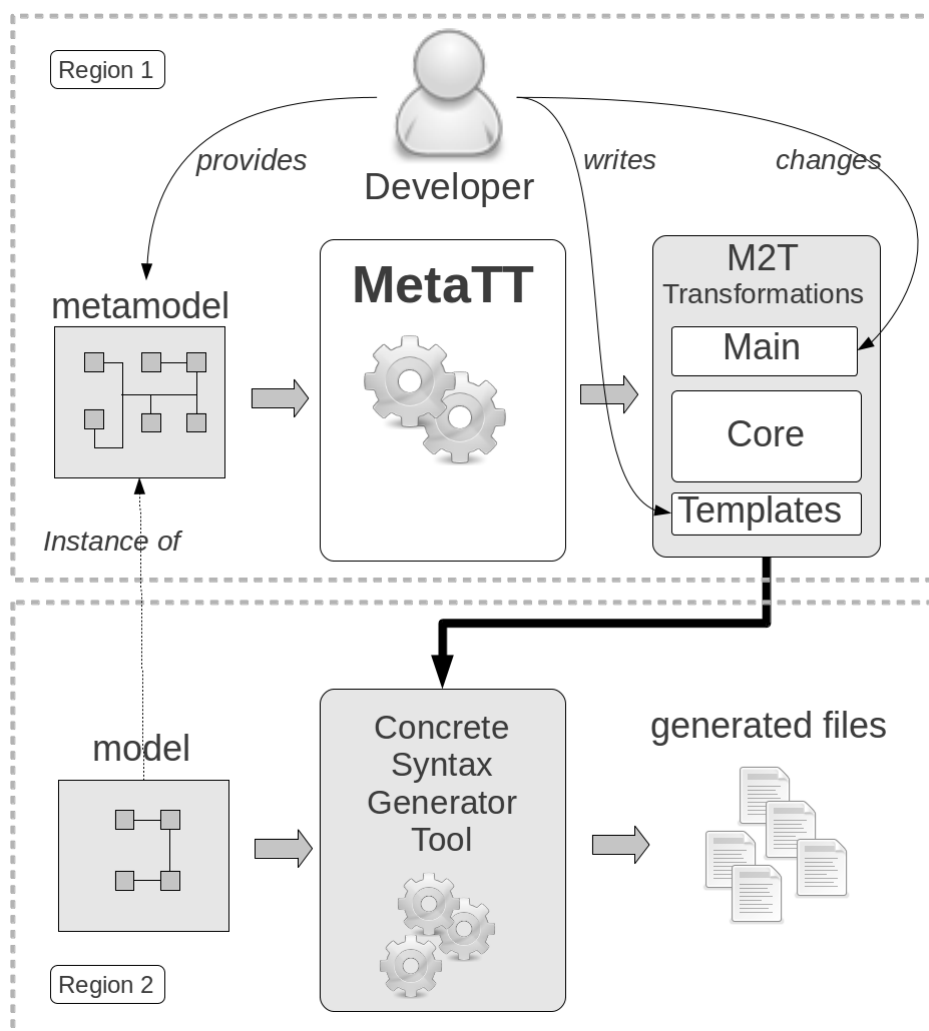 Region 1
provides
writes
changes
Developer
metamodel
MetaTT
M2T
Transformations
Main
Core
Templates
Instance of
model
Concrete
Syntax
Generator
Tool
generated files
Region 2